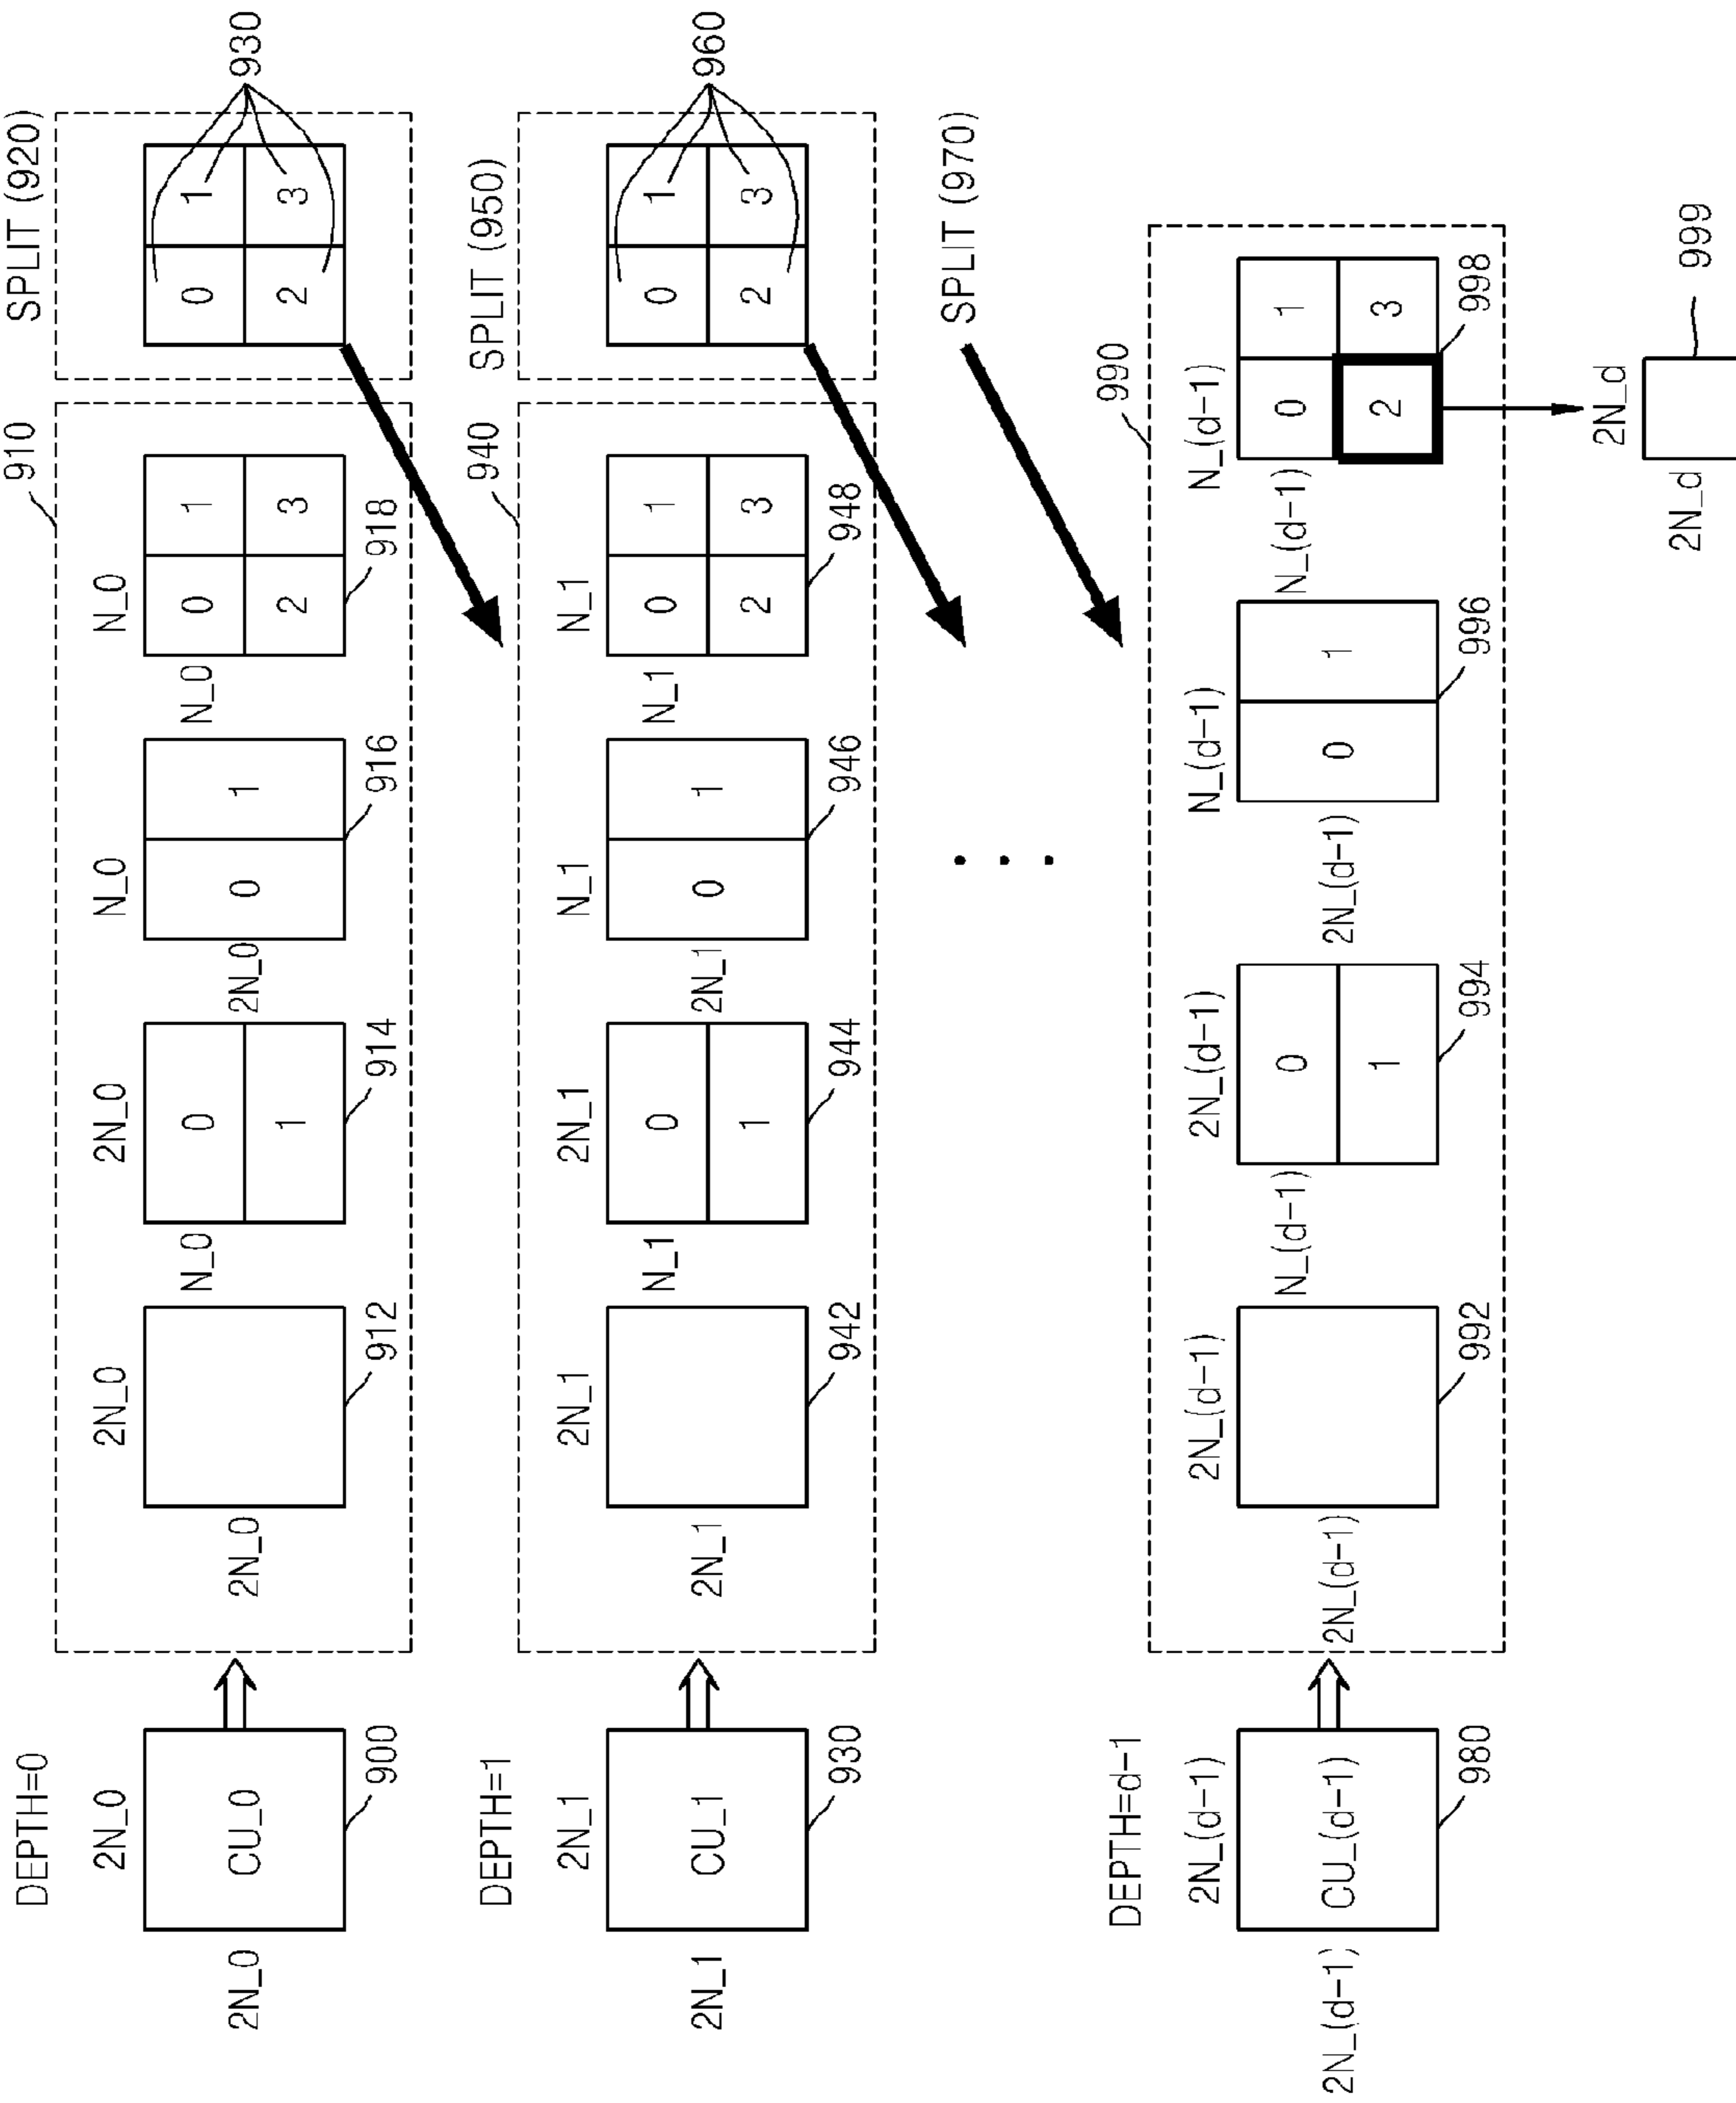 DEPTH=0
2N_0
2N_0
CU_0
900
910
2N_0
2N_0
912
2N_0
N_0
0
1
914
N_0
2N_0
0
1
916
N_0
N_0
0
1
2
3
918
SPLIT (920)
0
1
2
3
930
DEPTH=1
2N_1
2N_1
CU_1
930
940
2N_1
2N_1
942
2N_1
N_1
0
1
944
N_1
2N_1
0
1
946
N_1
N_1
0
1
2
3
948
SPLIT (950)
0
1
2
3
960
SPLIT (970)
DEPTH=d-1
2N_(d-1)
2N_(d-1)
CU_(d-1)
980
990
2N_(d-1)
2N_(d-1)
992
2N_(d-1)
N_(d-1)
0
1
994
N_(d-1)
2N_(d-1)
0
1
996
N_(d-1)
N_(d-1)
0
1
2
3
998
2N_d
2N_d
999